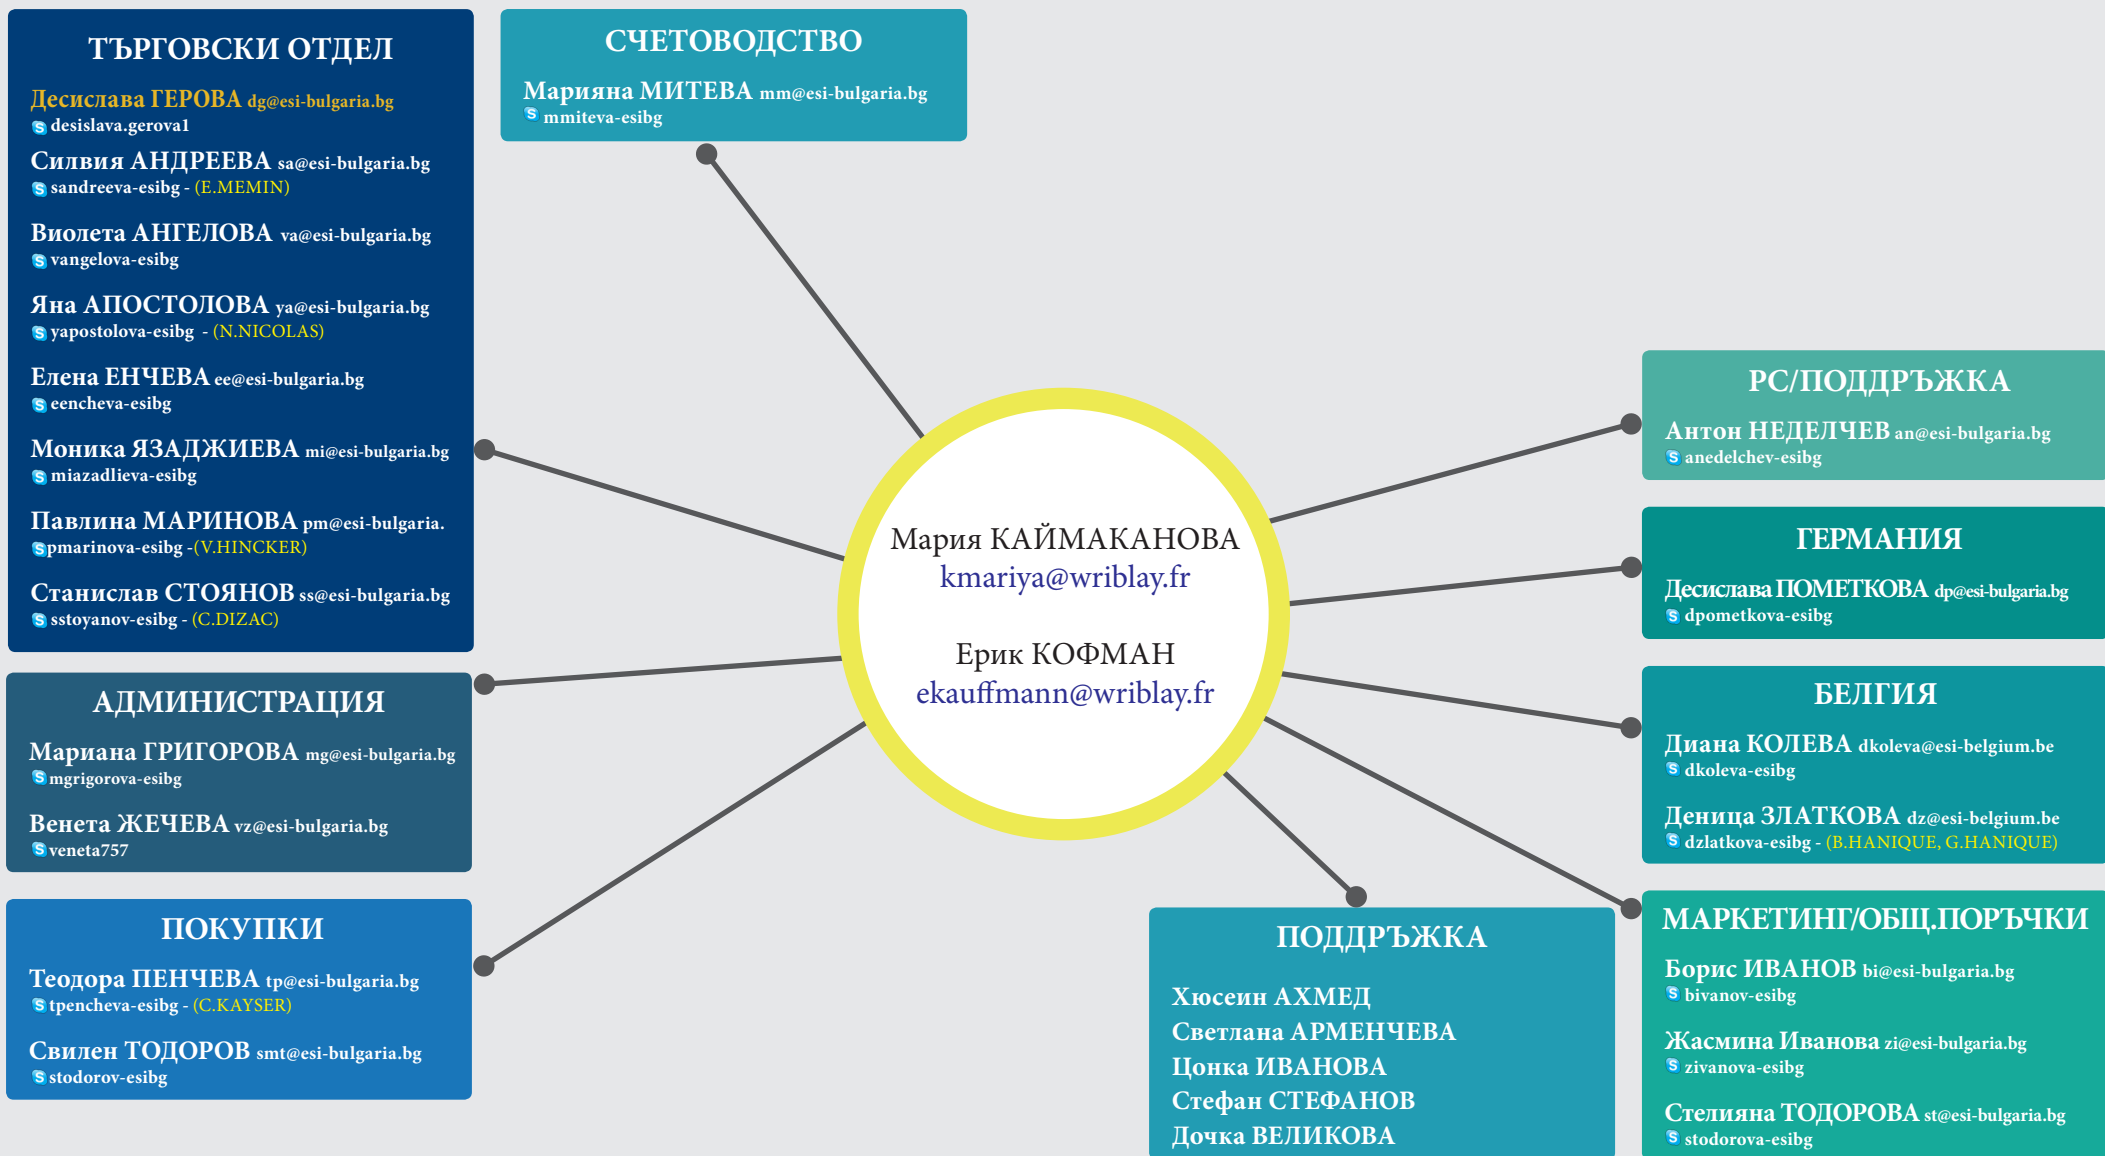 ТЪРГОВСКИ ОТДЕЛ
Десислава ГЕРОВА dg@esi-bulgaria.bg
desislava.gerova1
Силвия АНДРЕЕВА sa@esi-bulgaria.bg
sandreeva-esibg - (E.MEMIN)
Виолета АНГЕЛОВА va@esi-bulgaria.bg
vangelova-esibg
Яна АПОСТОЛОВА ya@esi-bulgaria.bg
yapostolova-esibg - (N.NICOLAS)
Елена ЕНЧЕВА ee@esi-bulgaria.bg
eencheva-esibg
Моника ЯЗАДЖИЕВА mi@esi-bulgaria.bg
miazadlieva-esibg
Павлина МАРИНОВА pm@esi-bulgaria.
pmarinova-esibg -(V.HINCKER)
Станислав СТОЯНОВ ss@esi-bulgaria.bg
sstoyanov-esibg - (C.DIZAC)
АДМИНИСТРАЦИЯ
Мариана ГРИГОРОВА mg@esi-bulgaria.bg
mgrigorova-esibg
Венета ЖЕЧЕВА vz@esi-bulgaria.bg
veneta757
ПОКУПКИ
Теодора ПЕНЧЕВА tp@esi-bulgaria.bg
tpencheva-esibg - (C.KAYSER)
Свилен ТОДОРОВ smt@esi-bulgaria.bg
stodorov-esibg
СЧЕТОВОДСТВО
Марияна МИТЕВА mm@esi-bulgaria.bg
mmiteva-esibg
Мария КАЙМАКАНОВА
kmariya@wriblay.fr
Ерик КОФМАН
ekauffmann@wriblay.fr
ПОДДРЪЖКА
Хюсеин АХМЕД
Светлана АРМЕНЧЕВА
Цонка ИВАНОВА
Стефан СТЕФАНОВ
Дочка ВЕЛИКОВА
PC/ПОДДРЪЖКА
Антон НЕДЕЛЧЕВ an@esi-bulgaria.bg
anedelchev-esibg
ГЕРМАНИЯ
Десислава ПОМЕТКОВА dp@esi-bulgaria.bg
dpometkova-esibg
БЕЛГИЯ
Диана КОЛЕВА dkoleva@esi-belgium.be
dkoleva-esibg
Деница ЗЛАТКОВА dz@esi-belgium.be
dzlatkova-esibg - (B.HANIQUE, G.HANIQUE)
МАРКЕТИНГ/ОБЩ.ПОРЪЧКИ
Борис ИВАНОВ bi@esi-bulgaria.bg
bivanov-esibg
Жасмина Иванова zi@esi-bulgaria.bg
zivanova-esibg
Стелияна ТОДОРОВА st@esi-bulgaria.bg
stodorova-esibg